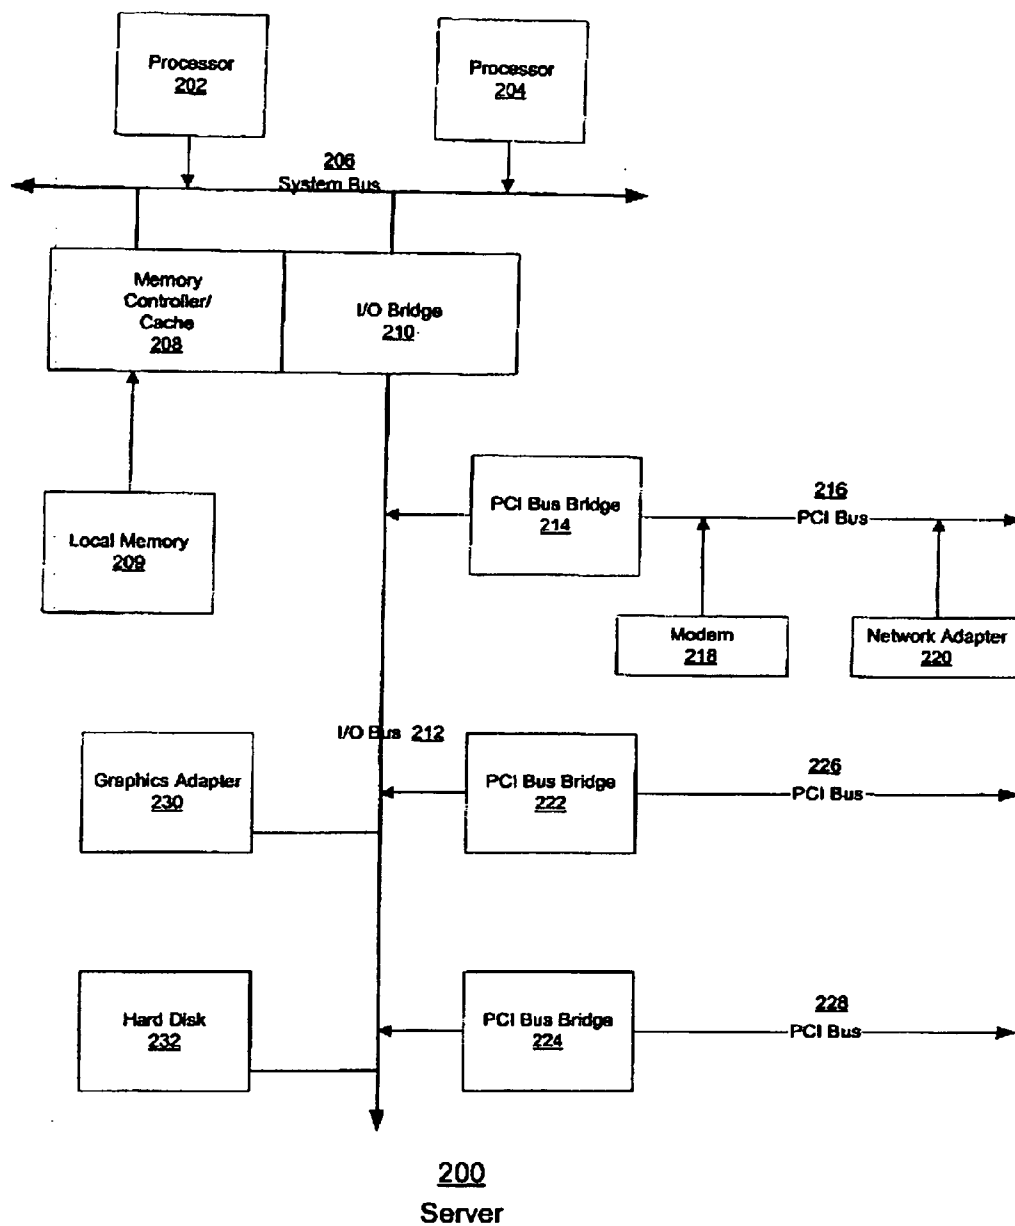 Processor
202
Processor
204
206
System Bus
Memory
Controller/
Cache
208
I/O Bridge
210
Local Memory
209
PCI Bus Bridge
214
216
PCI Bus
Modem
218
Network Adapter
220
I/O Bus 212
Graphics Adapter
230
PCI Bus Bridge
222
226
PCI Bus
Hard Disk
232
PCI Bus Bridge
224
228
PCI Bus
200
Server